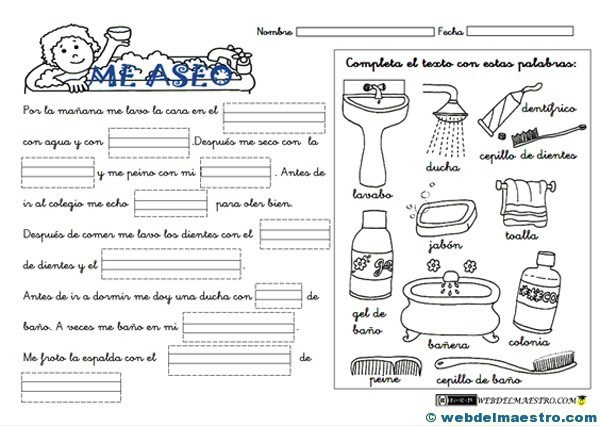 Nombre Fecha
ME ASEO
Por la mañana me lavo la cara en el
con agua y con .Después me seco con la
y me peino con mi . Antes de
ir al colegio me echo para oler bien.
Después de comer me lavo los dientes con el
de dientes y el .
Antes de ir a dormir me doy una ducha con de
baño. A veces me baño en mi .
Me froto la espalda con el de
.
Completa el texto con estas palabras:
dentífrico
cepillo de dientes
ducha
lavabo
jabón
toalla
gel de
baño
bañera
colonia
peine
cepillo de baño
WEBDELMAESTRO.COM
© webdelmaestro.com